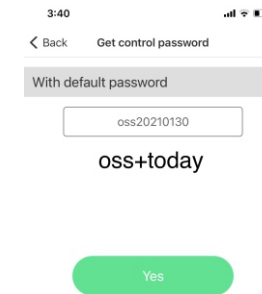 3:40
Back Get control password
With default password
oss20210130
oss+today
Yes